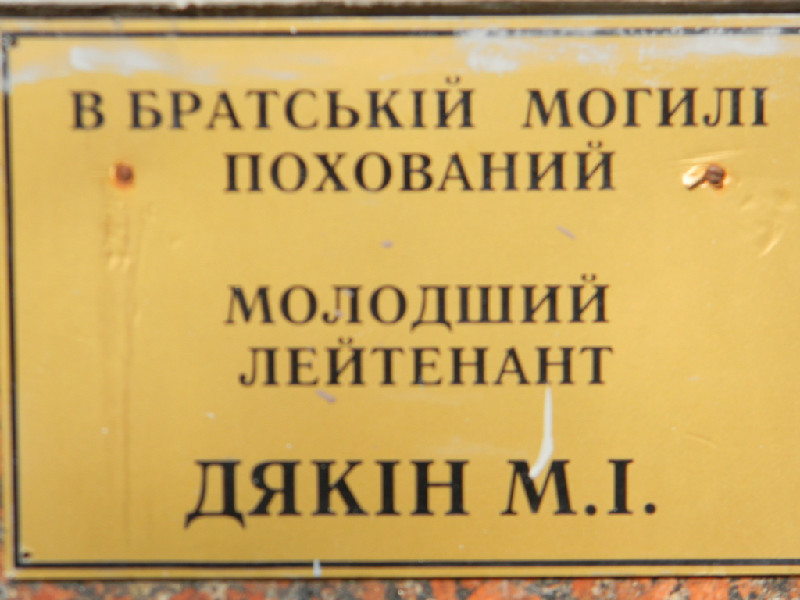 В БРАТСЬКІЙ МОГИЛІ
ПОХОВАНИЙ
МОЛОДШИЙ
ЛЕЙТЕНАНТ
ДЯКІН М.І.